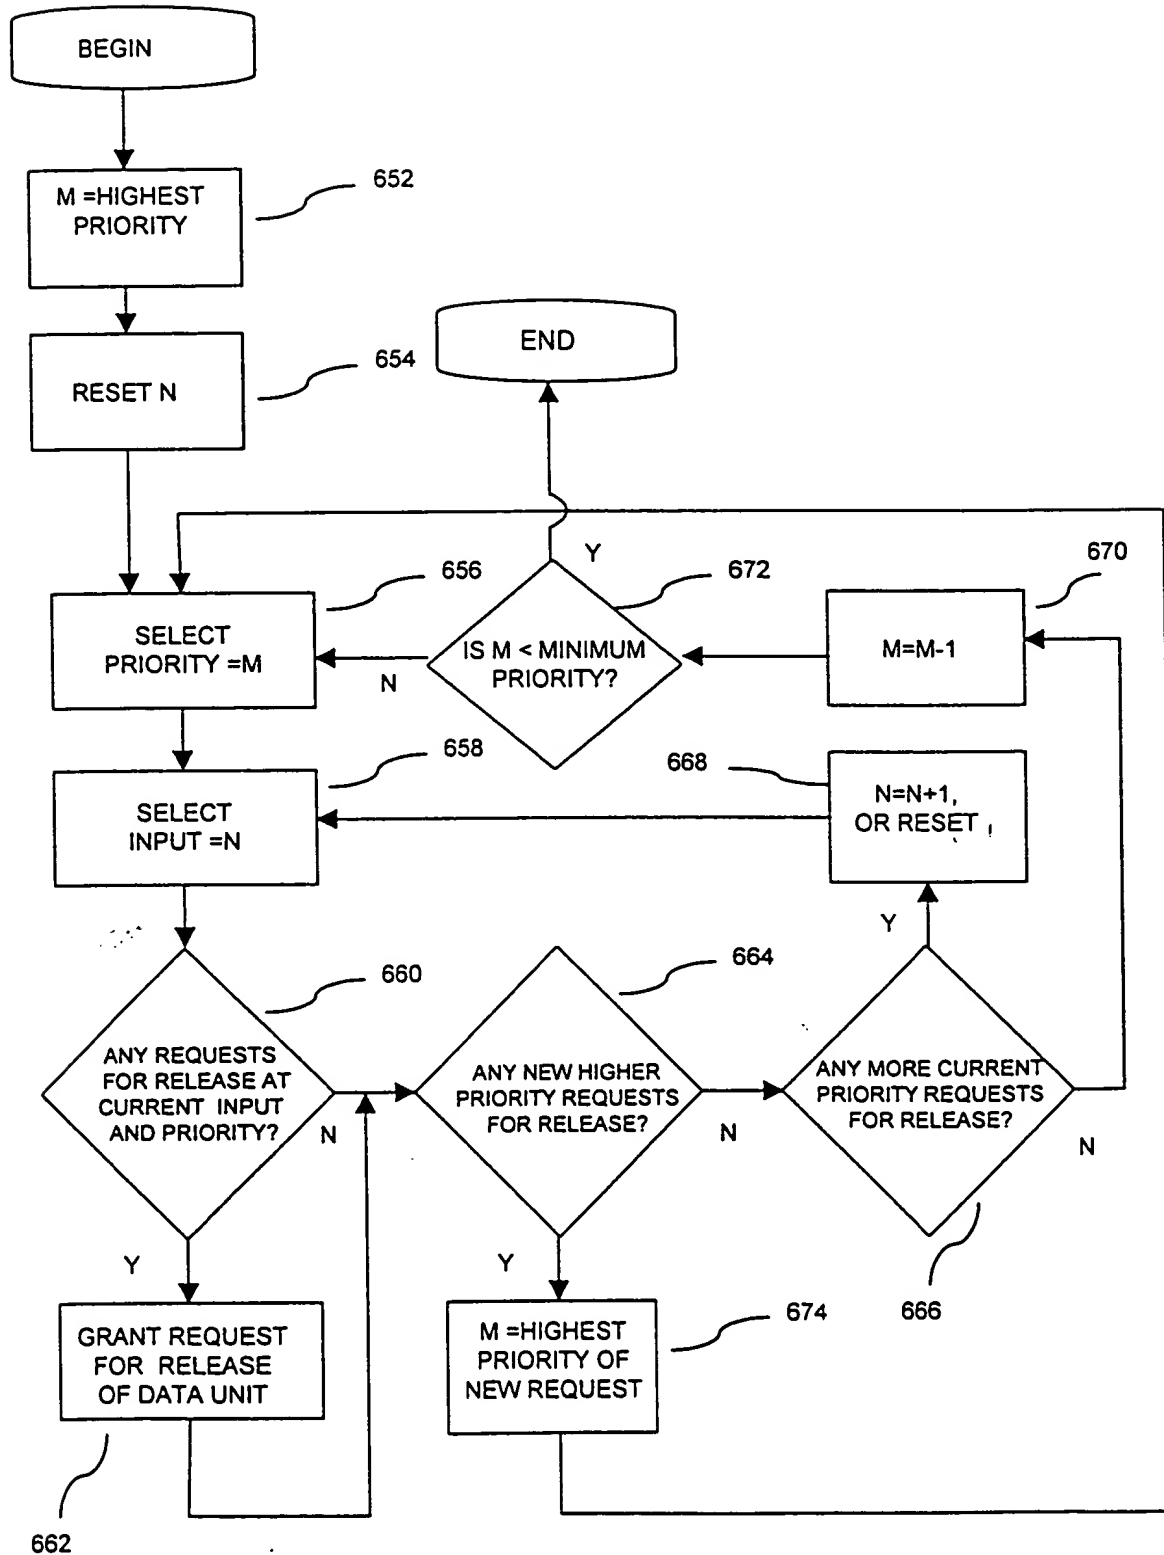 BEGIN
M =HIGHEST
PRIORITY
652
RESET N
654
END
SELECT
PRIORITY =M
656
IS M < MINIMUM
PRIORITY?
Y
N
672
M=M-1
670
SELECT
INPUT =N
658
N=N+1,
OR RESET
668
ANY REQUESTS
FOR RELEASE AT
CURRENT INPUT
AND PRIORITY?
660
N
Y
ANY NEW HIGHER
PRIORITY REQUESTS
FOR RELEASE?
664
N
Y
ANY MORE CURRENT
PRIORITY REQUESTS
FOR RELEASE?
Y
N
666
GRANT REQUEST
FOR RELEASE
OF DATA UNIT
662
M =HIGHEST
PRIORITY OF
NEW REQUEST
674